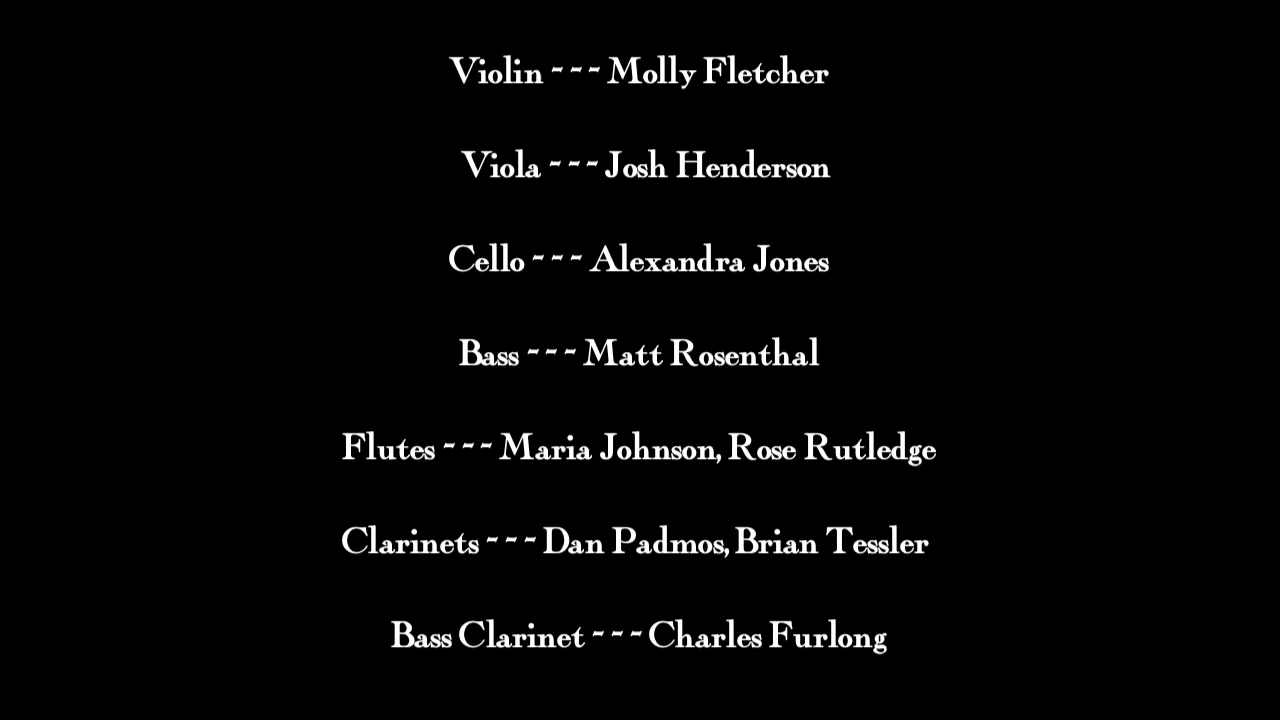 Violin - - - Molly Fletcher
Viola - - - Josh Henderson
Cello - - - Alexandra Jones
Bass - - - Matt Rosenthal
Flutes - - - Maria Johnson, Rose Rutledge
Clarinets - - - Dan Padmos, Brian Tessler
Bass Clarinet - - - Charles Furlong